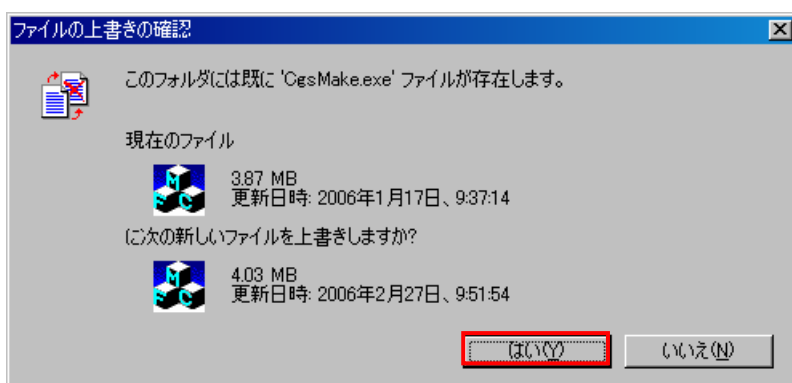 ファイルの上書きの確認
このフォルダには既に 'CgsMake.exe' ファイルが存在します。
現在のファイル
3.87 MB
更新日時: 2006年1月17日、9:37:14
に次の新しいファイルを上書きしますか?
4.03 MB
更新日時: 2006年2月27日、9:51:54
はい(Y)
いいえ(N)